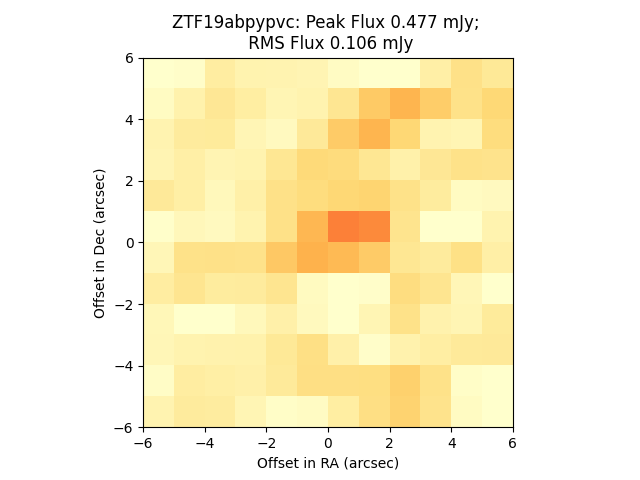 ZTF19abpypvc: Peak Flux 0.477 mJy;
RMS Flux 0.106 mJy
6
4
2
0
−2
−4
−6
Offset in Dec (arcsec)
−6 −4 −2 0 2 4 6
Offset in RA (arcsec)